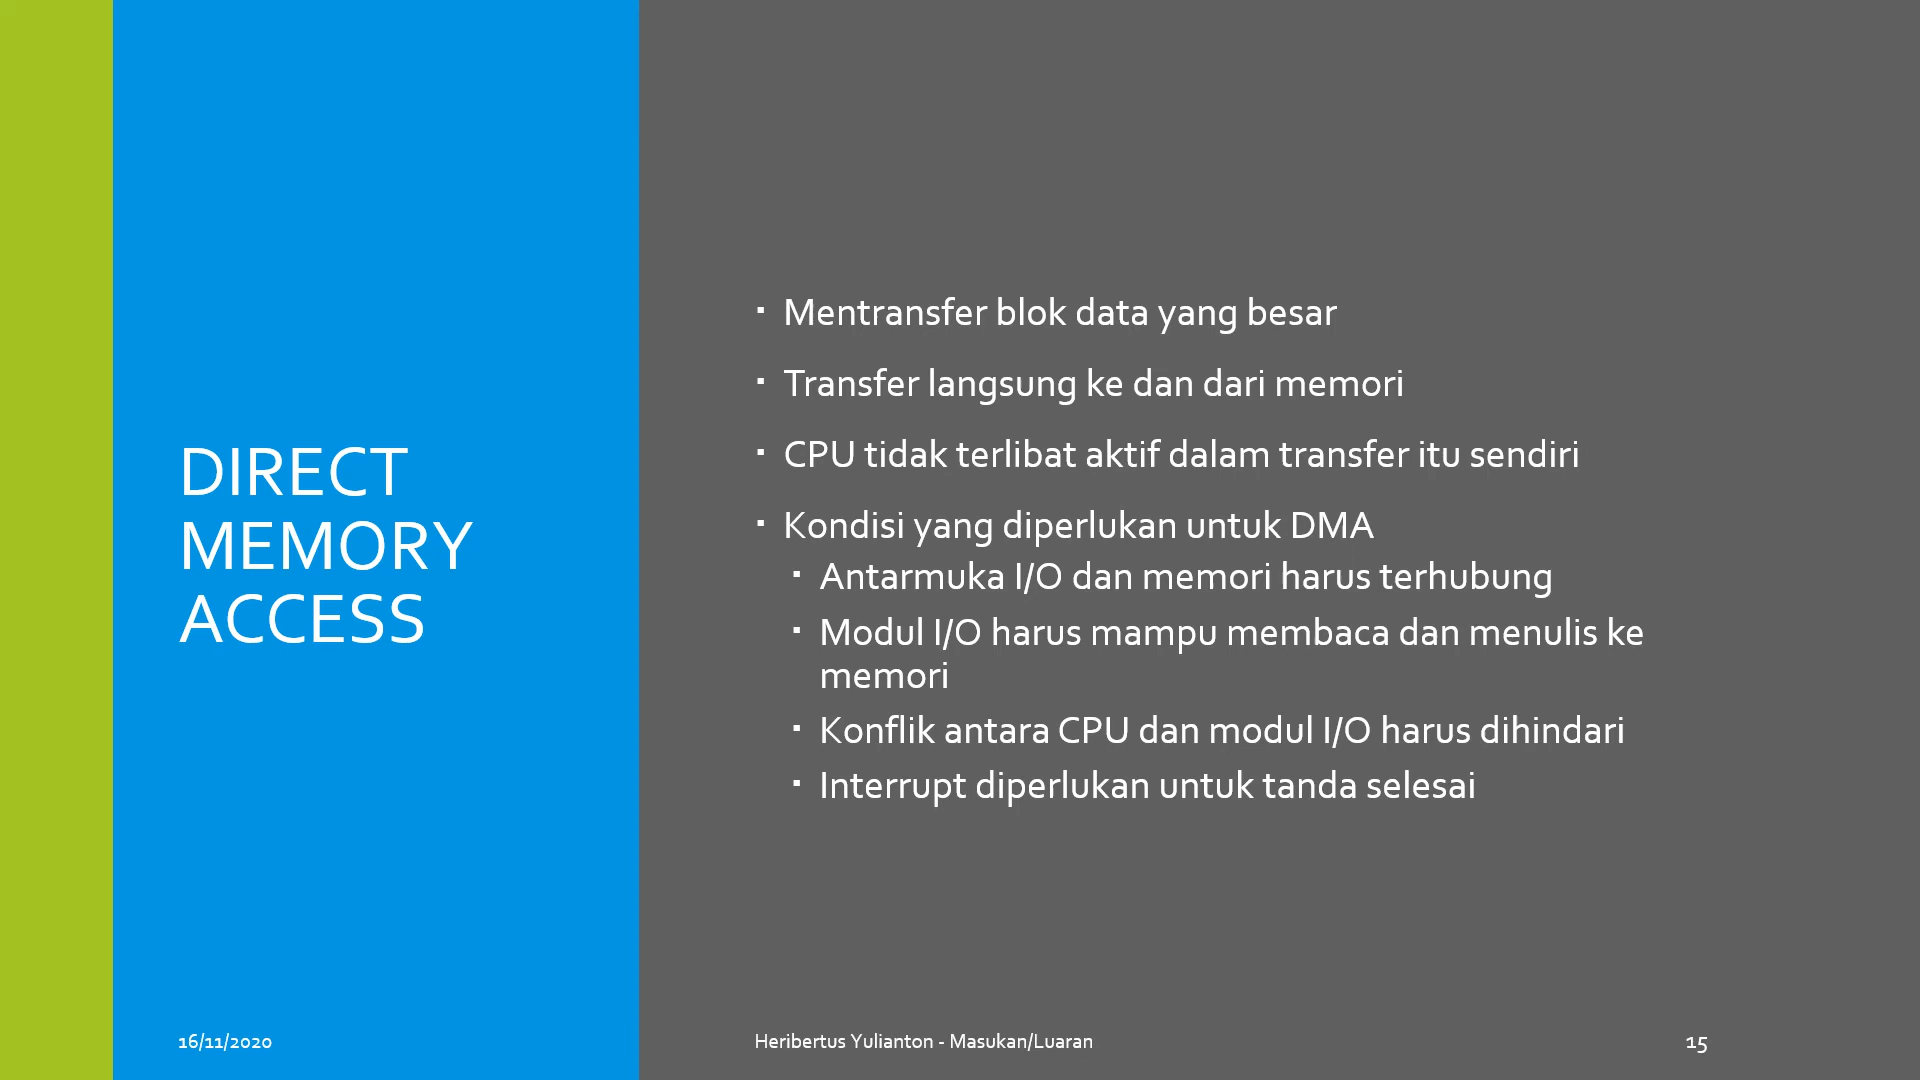 DIRECT
MEMORY
ACCESS
▪ Mentransfer blok data yang besar
▪ Transfer langsung ke dan dari memori
▪ CPU tidak terlibat aktif dalam transfer itu sendiri
▪ Kondisi yang diperlukan untuk DMA
▪ Antarmuka I/O dan memori harus terhubung
▪ Modul I/O harus mampu membaca dan menulis ke
memori
▪ Konflik antara CPU dan modul I/O harus dihindari
▪ Interrupt diperlukan untuk tanda selesai
16/11/2020
Heribertus Yulianton - Masukan/Luaran
15